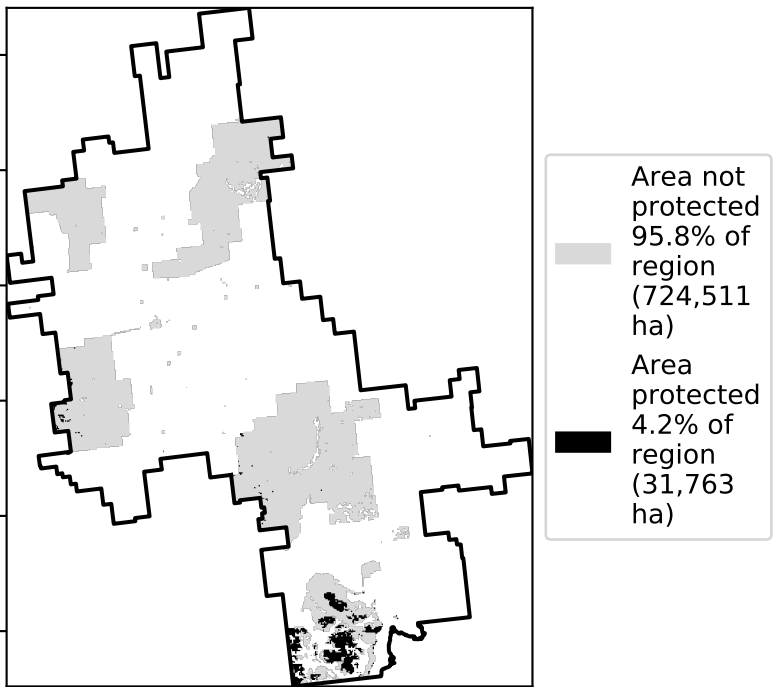 Area not
protected
95.8% of
region
(724,511
ha)
Area
protected
4.2% of
region
(31,763
ha)